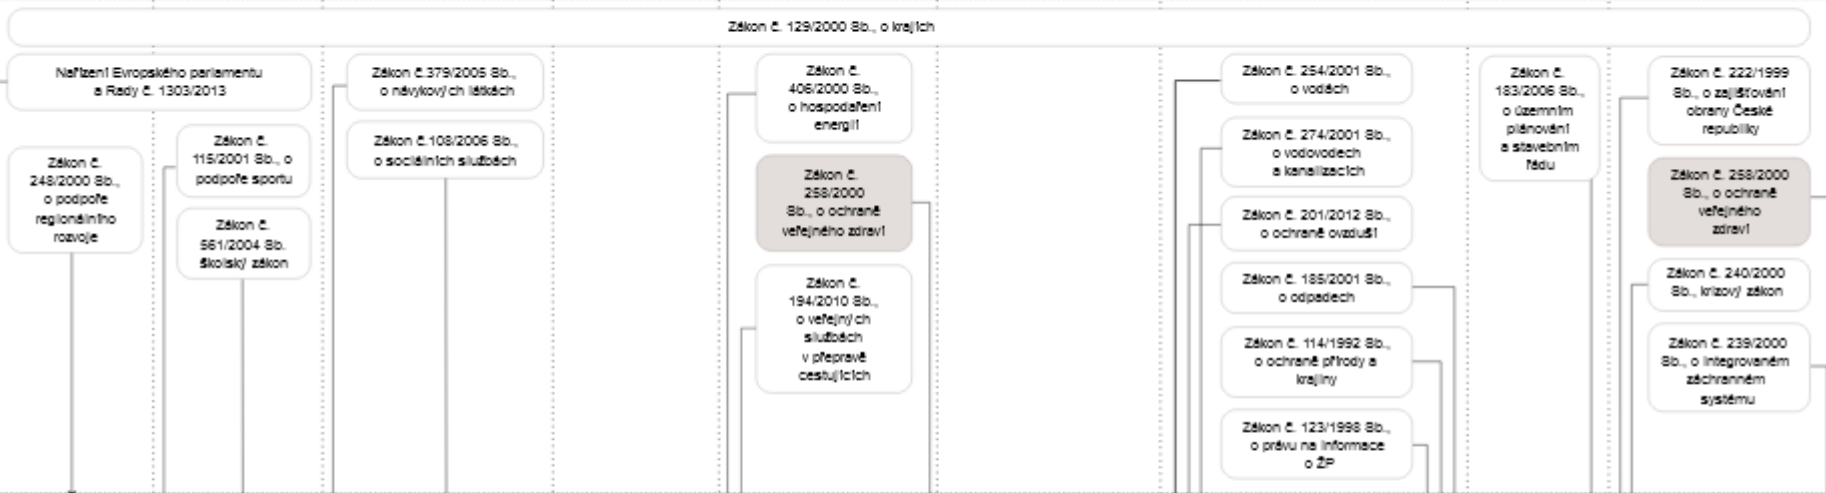 Zákon č. 129/2000 Sb., o krajích
Nařízení Evropského parlamentu
a Rady č. 1303/2013
Zákon č.
248/2000 Sb.,
o podpoře
regionálního
rozvoje
Zákon č.
115/2001 Sb., o
podpoře sportu
Zákon č.
561/2004 Sb.
školský zákon
Zákon č.379/2005 Sb.,
o návykových látkách
Zákon č.108/2006 Sb.,
o sociálních službách
Zákon č.
406/2000 Sb.,
o hospodaření
energií
Zákon č.
258/2000
Sb., o ochraně
veřejného zdraví
Zákon č.
194/2010 Sb.,
o veřejných
službách
v přepravě
cestujících
Zákon č. 254/2001 Sb.,
o vodách
Zákon č. 274/2001 Sb.,
o vodovodech
a kanalizacích
Zákon č. 201/2012 Sb.,
o ochraně ovzduší
Zákon č. 185/2001 Sb.,
o odpadech
Zákon č. 114/1992 Sb.,
o ochraně přírody a
krajiny
Zákon č. 123/1998 Sb.,
o právu na informace
o ŽP
Zákon č.
183/2006 Sb.,
o územním
plánování
a stavebním
řádu
Zákon č. 222/1999
Sb., o zajišťování
obrany České
republiky
Zákon č. 258/2000
Sb., o ochraně
veřejného
zdraví
Zákon č. 240/2000
Sb., krizový zákon
Zákon č. 239/2000
Sb., o integrovaném
záchranném
systému